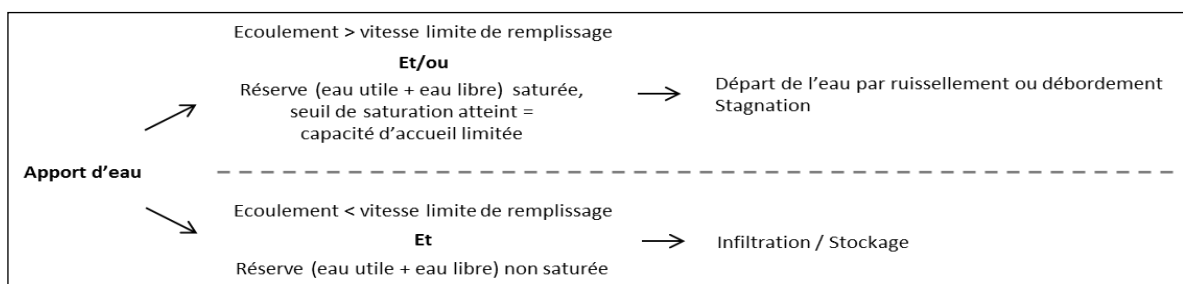 Ecoulement > vitesse limite de remplissage
Et/ou
Réserve (eau utile + eau libre) saturée,
seuil de saturation atteint =
capacité d'accueil limitée
Départ de l'eau par ruissellement ou débordement
Stagnation
Apport d'eau
Ecoulement < vitesse limite de remplissage
Et
Réserve (eau utile + eau libre) non saturée
Infiltration / Stockage